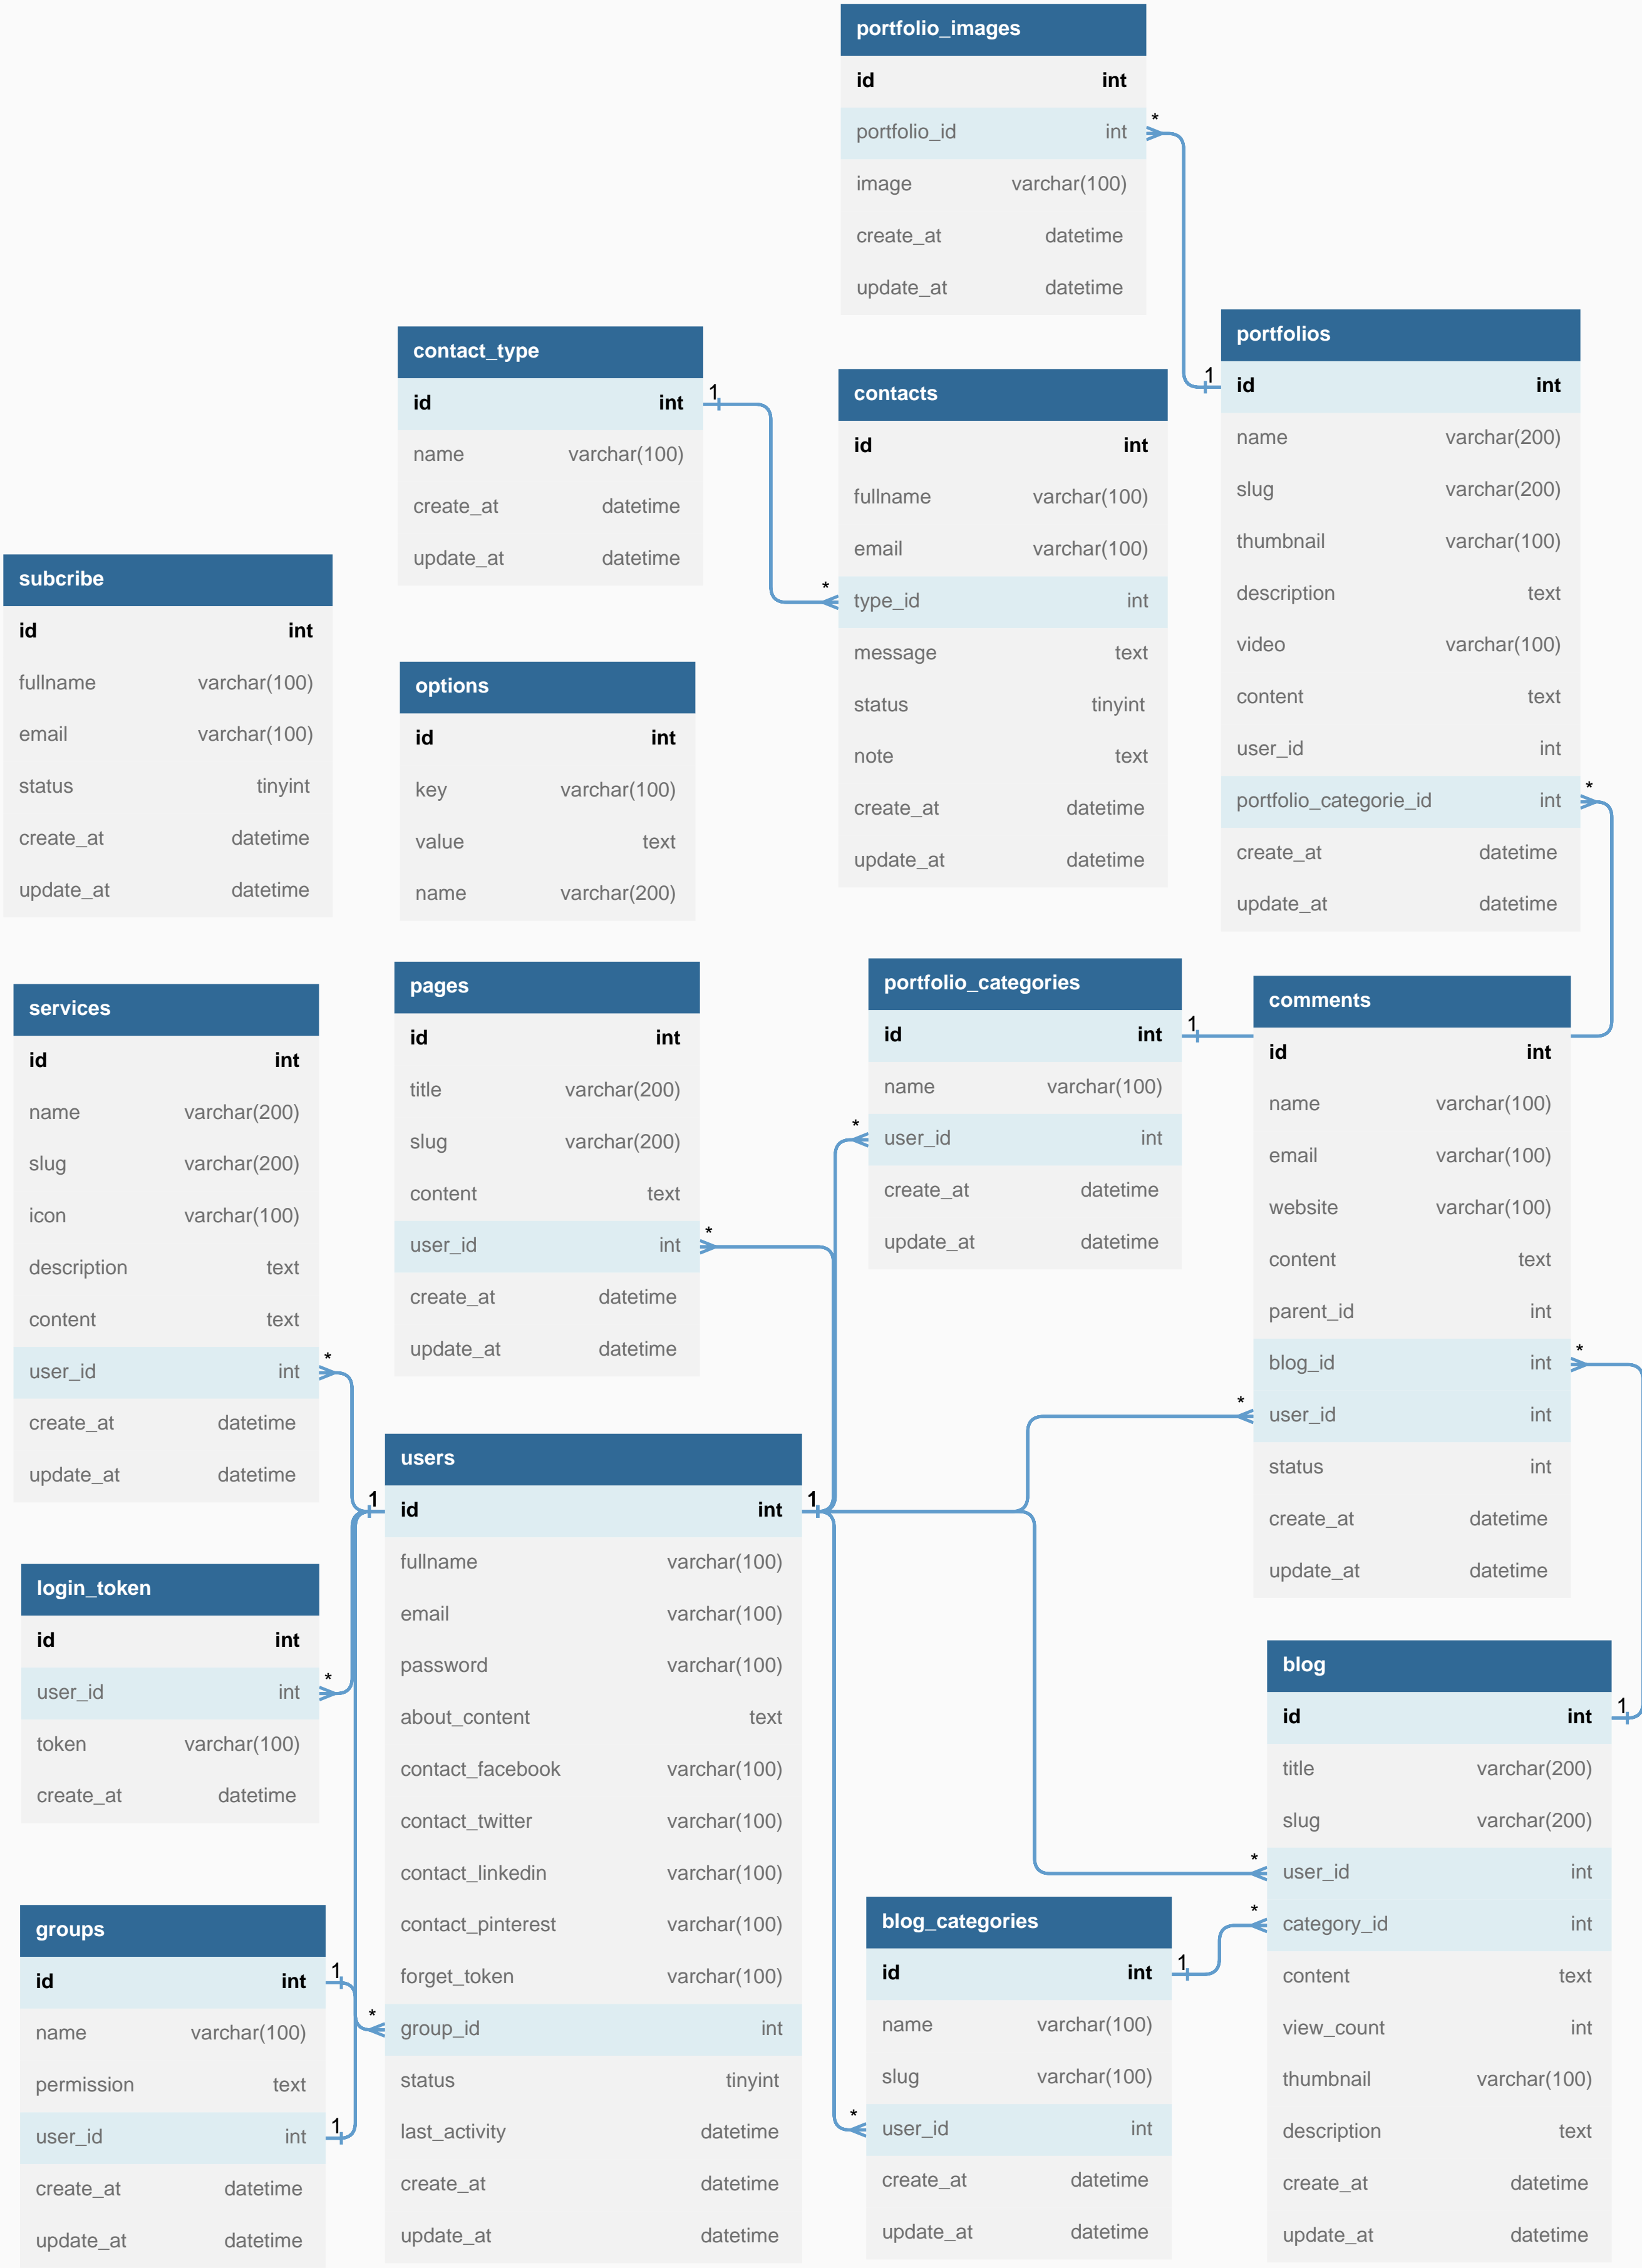 portfolio_images
id int
portfolio_id int
image varchar(100)
create_at datetime
update_at datetime
*
1
portfolios
id int
name varchar(200)
slug varchar(200)
thumbnail varchar(100)
description text
video varchar(100)
content text
user_id int
portfolio_categorie_id int
create_at datetime
update_at datetime
*
contact_type
id int
name varchar(100)
create_at datetime
update_at datetime
1
*
contacts
id int
fullname varchar(100)
email varchar(100)
type_id int
message text
status tinyint
note text
create_at datetime
update_at datetime
subcribe
id int
fullname varchar(100)
email varchar(100)
status tinyint
create_at datetime
update_at datetime
options
id int
key varchar(100)
value text
name varchar(200)
services
id int
name varchar(200)
slug varchar(200)
icon varchar(100)
description text
content text
user_id int
create_at datetime
update_at datetime
*
pages
id int
title varchar(200)
slug varchar(200)
content text
user_id int
create_at datetime
update_at datetime
*
portfolio_categories
id int
name varchar(100)
user_id int
create_at datetime
update_at datetime
1
*
comments
id int
name varchar(100)
email varchar(100)
website varchar(100)
content text
parent_id int
blog_id int
user_id int
status int
create_at datetime
update_at datetime
*
*
users
id int
fullname varchar(100)
email varchar(100)
password varchar(100)
about_content text
contact_facebook varchar(100)
contact_twitter varchar(100)
contact_linkedin varchar(100)
contact_pinterest varchar(100)
forget_token varchar(100)
group_id int
status tinyint
last_activity datetime
create_at datetime
update_at datetime
1
1
*
login_token
id int
user_id int
token varchar(100)
create_at datetime
*
groups
id int
name varchar(100)
permission text
user_id int
create_at datetime
update_at datetime
1
1
blog_categories
id int
name varchar(100)
slug varchar(100)
user_id int
create_at datetime
update_at datetime
1
*
blog
id int
title varchar(200)
slug varchar(200)
user_id int
category_id int
content text
view_count int
thumbnail varchar(100)
description text
create_at datetime
update_at datetime
1
*
*